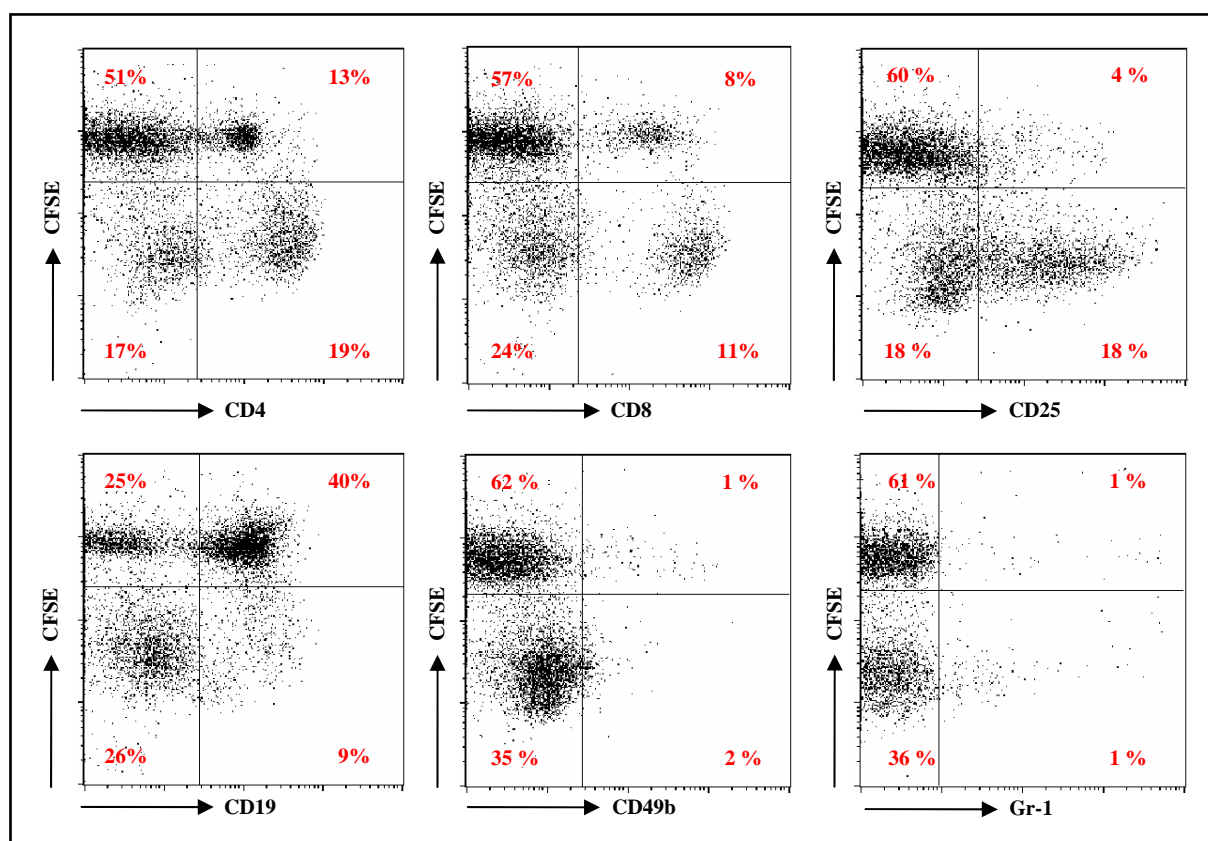 51% 13%
CFSE
17% 19%
CD4
57% 8%
CFSE
24% 11%
CD8
60 % 4 %
CFSE
18 % 18 %
CD25
25% 40%
CFSE
26% 9%
CD19
62 % 1 %
CFSE
35 % 2 %
CD49b
61 % 1 %
CFSE
36 % 1 %
Gr-1